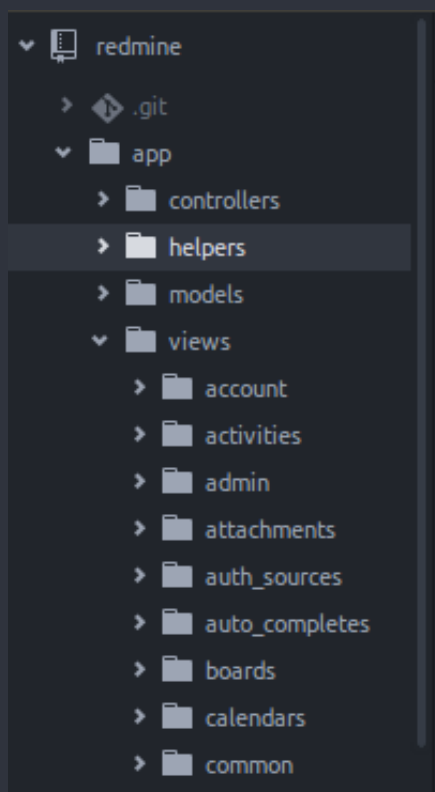 redmine
.git
app
controllers
helpers
models
views
account
activities
admin
attachments
auth_sources
auto_completes
boards
calendars
common